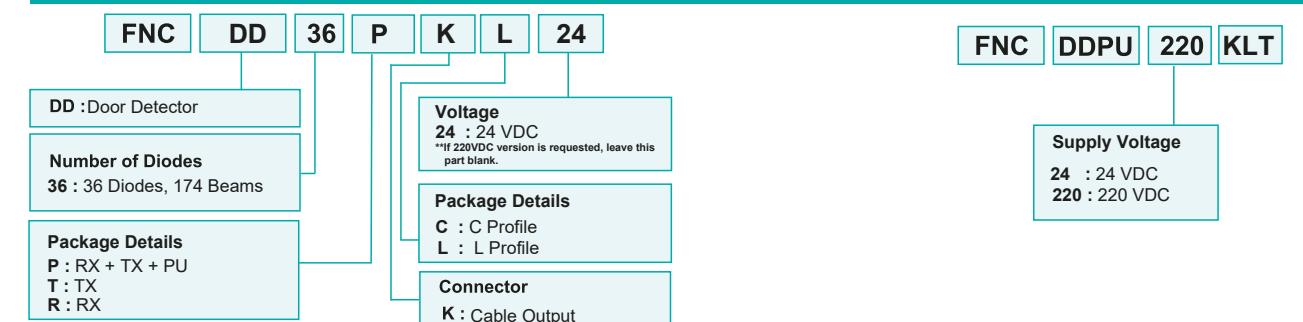 FNC DD 36 P K L 24
DD :Door Detector
Number of Diodes
36 : 36 Diodes, 174 Beams
Package Details
P : RX + TX + PU
T : TX
R : RX
Voltage
24 : 24 VDC
**If 220VDC version is requested, leave this
part blank.
Package Details
C : C Profile
L : L Profile
Connector
K : Cable Output
FNC DDPU 220 KLT
Supply Voltage
24 : 24 VDC
220 : 220 VDC